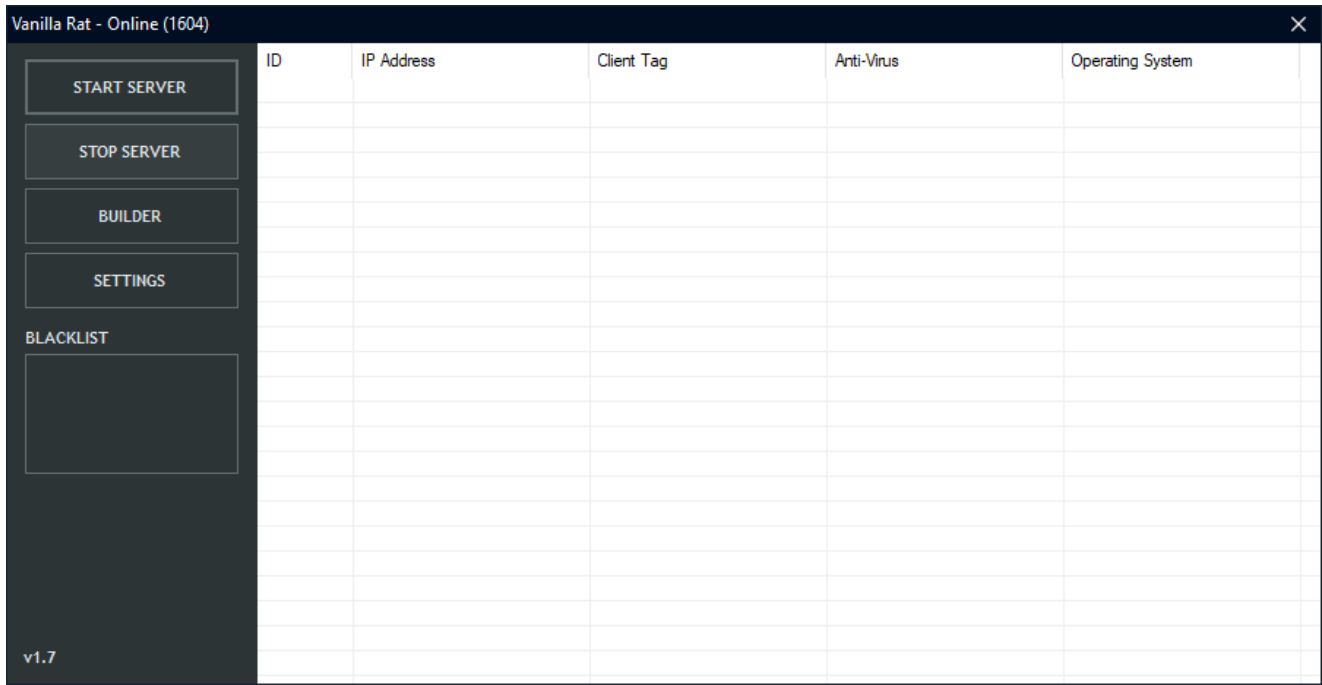 Vanilla Rat - Online (1604)
START SERVER
STOP SERVER
BUILDER
SETTINGS
BLACKLIST
v1.7
ID IP Address Client Tag Anti-Virus Operating System